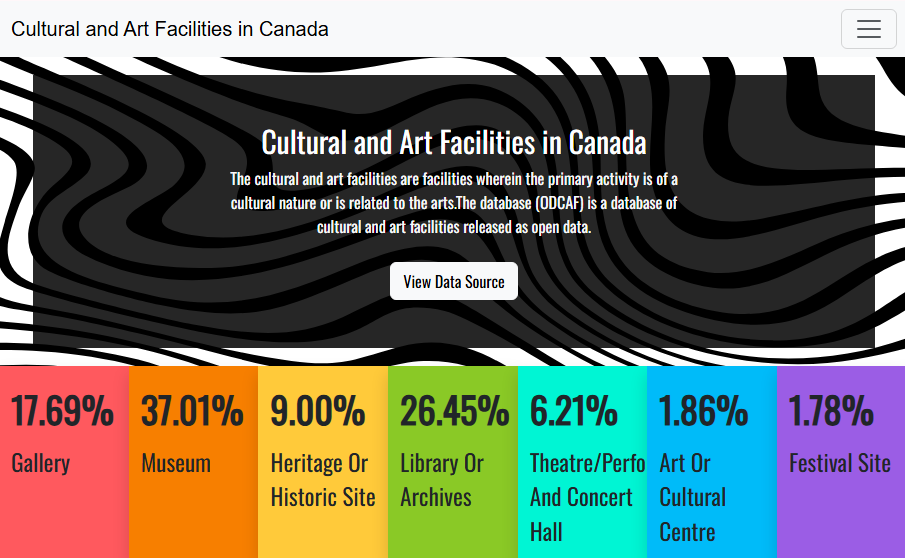 Cultural and Art Facilities in Canada
Cultural and Art Facilities in Canada
The cultural and art facilities are facilities wherein the primary activity is of a
cultural nature or is related to the arts.The database (ODCAF) is a database of
cultural and art facilities released as open data.
View Data Source
17.69%
Gallery
37.01%
Museum
9.00%
Heritage Or
Historic Site
26.45%
Library Or
Archives
6.21%
Theatre/Perfo
And Concert
Hall
1.86%
Art Or
Cultural
Centre
1.78%
Festival Site